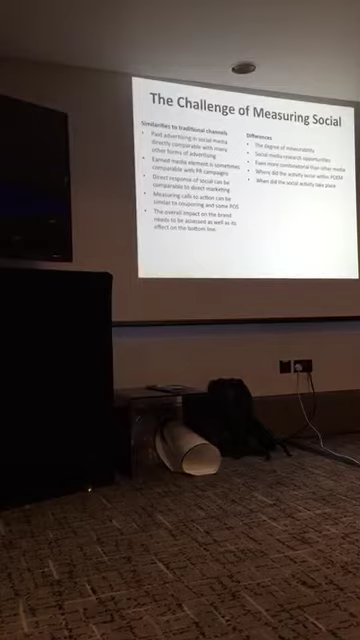 The Challenge of Measuring Social
Similarities to traditional channels
• Paid advertising in social media
directly comparable with many
other forms of advertising
• Earned media element is sometimes
comparable with PR campaigns
• Direct response of social can be
comparable to direct marketing
• Measuring calls to action can be
similar to couponing and some POS
• The overall impact on the brand
needs to be assessed as well as its
effect on the bottom line
Differences
• The degree of measurability
• Social media research opportunities
• Even more combinational than other media
• Where did the activity occur within POEM
• When did the social activity take place